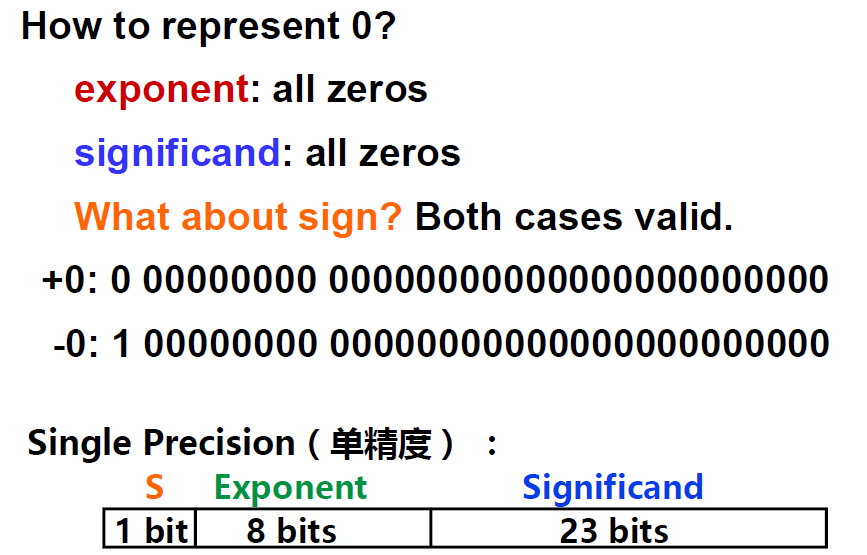 How to represent 0?
exponent: all zeros
significand: all zeros
What about sign? Both cases valid.
+0: 0 00000000 00000000000000000000000
-0: 1 00000000 00000000000000000000000
Single Precision（单精度）：
S Exponent Significand
1 bit 8 bits 23 bits